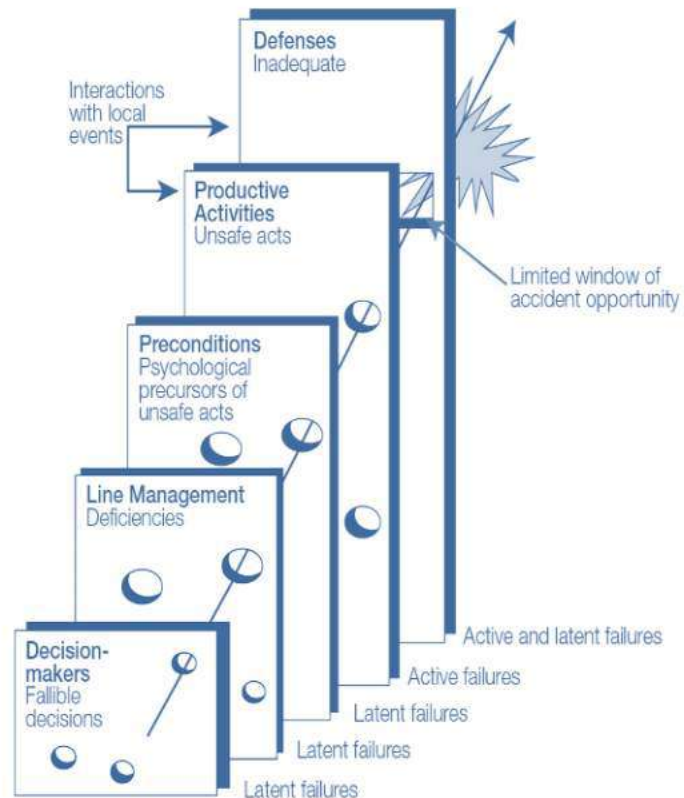 Defenses
Inadequate
Interactions
with local
events
Productive
Activities
Unsafe acts
Limited window of
accident opportunity
Preconditions
Psychological
precursors of
unsafe acts
Line Management
Deficiencies
Decision-
makers
Fallible
decisions
Active and latent failures
Active failures
Latent failures
Latent failures
Latent failures